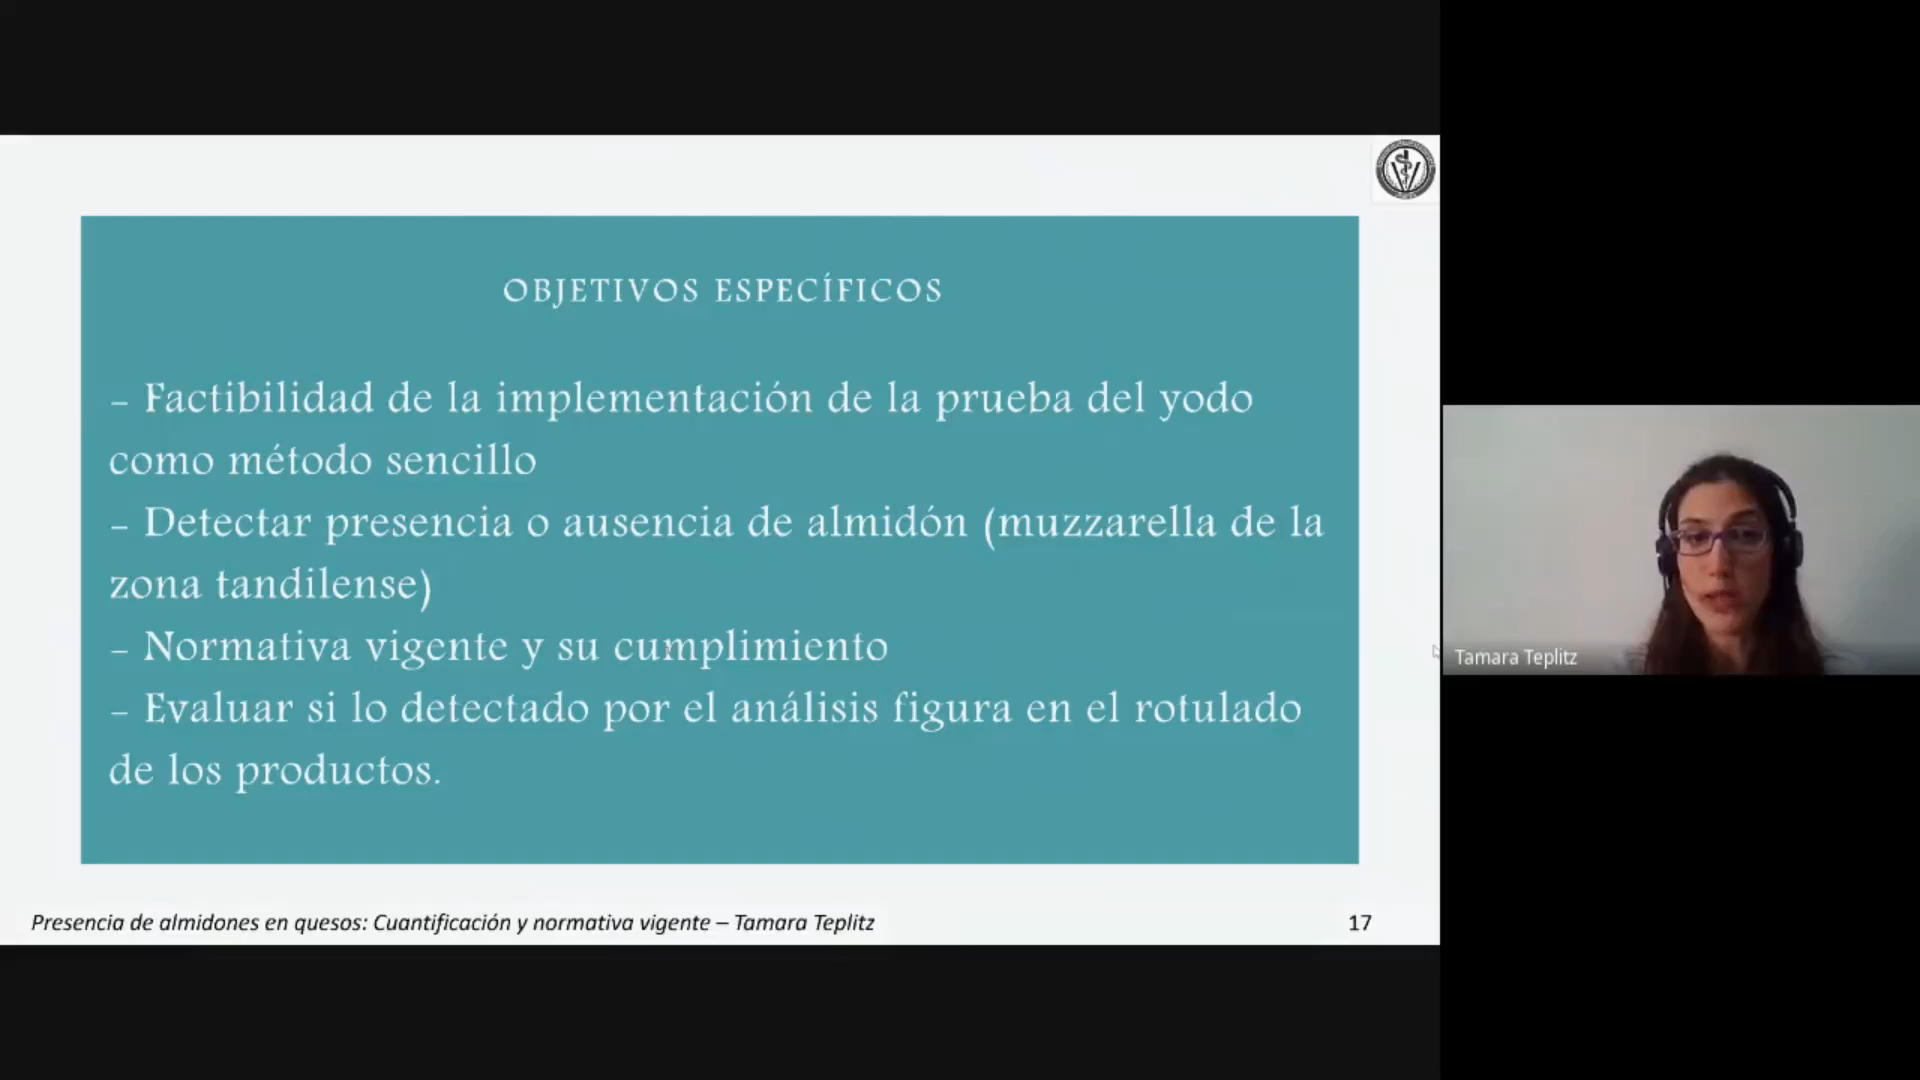 OBJETIVOS ESPECÍFICOS
- Factibilidad de la implementación de la prueba del yodo
como método sencillo
- Detectar presencia o ausencia de almidón (muzzarella de la
zona tandilense)
- Normativa vigente y su cumplimiento
- Evaluar si lo detectado por el análisis figura en el rotulado
de los productos.
Presencia de almidones en quesos: Cuantificación y normativa vigente – Tamara Teplitz
17
Tamara Teplitz